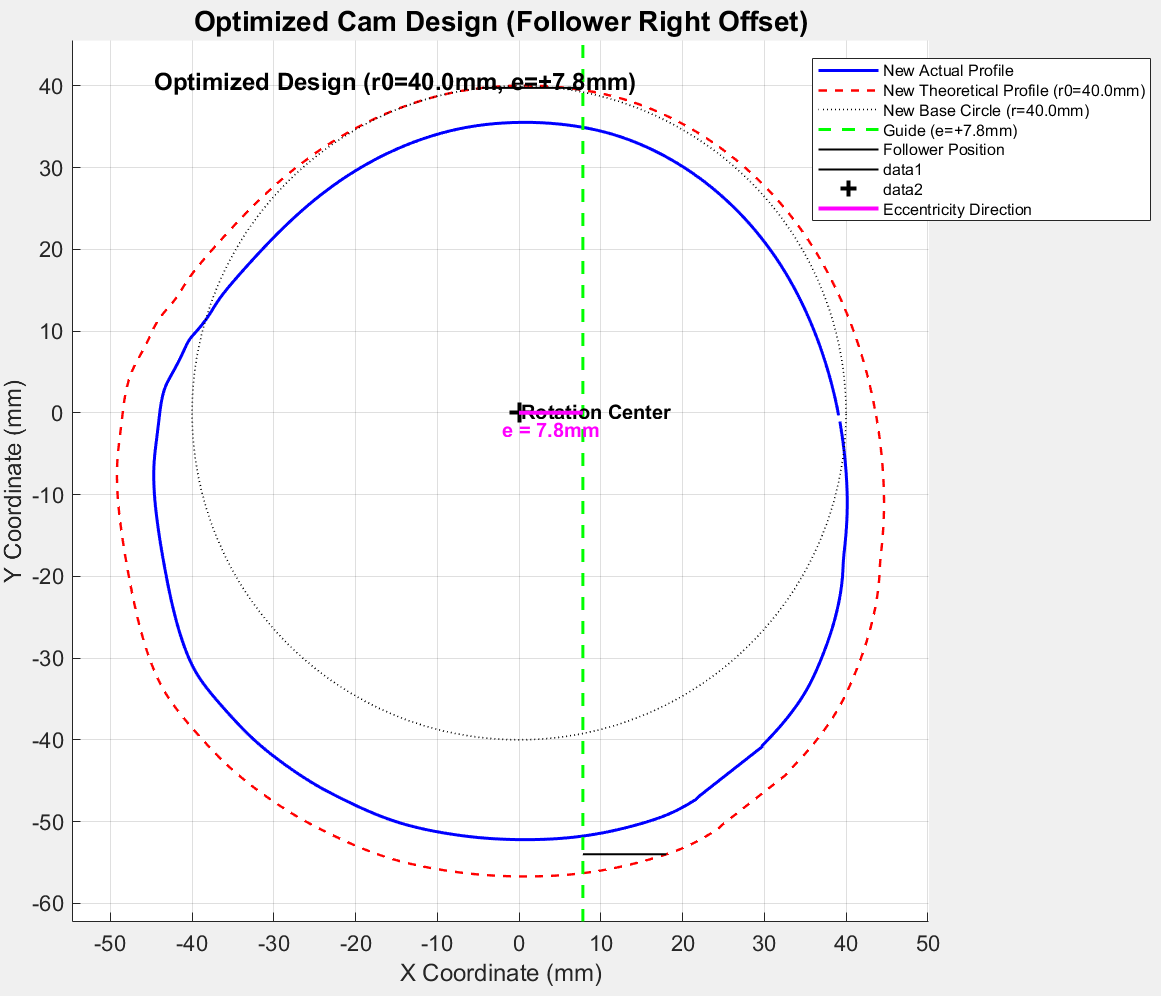 Optimized Cam Design (Follower Right Offset)
Optimized Design (r0=40.0mm, e=+7.8mm)
New Actual Profile
New Theoretical Profile (r0=40.0mm)
New Base Circle (r=40.0mm)
Guide (e=+7.8mm)
Follower Position
data1
data2
Eccentricity Direction
Rotation Center
e = 7.8mm
Y Coordinate (mm)
40
30
20
10
0
-10
-20
-30
-40
-50
-60
-50
-40
-30
-20
-10
0
10
20
30
40
50
X Coordinate (mm)